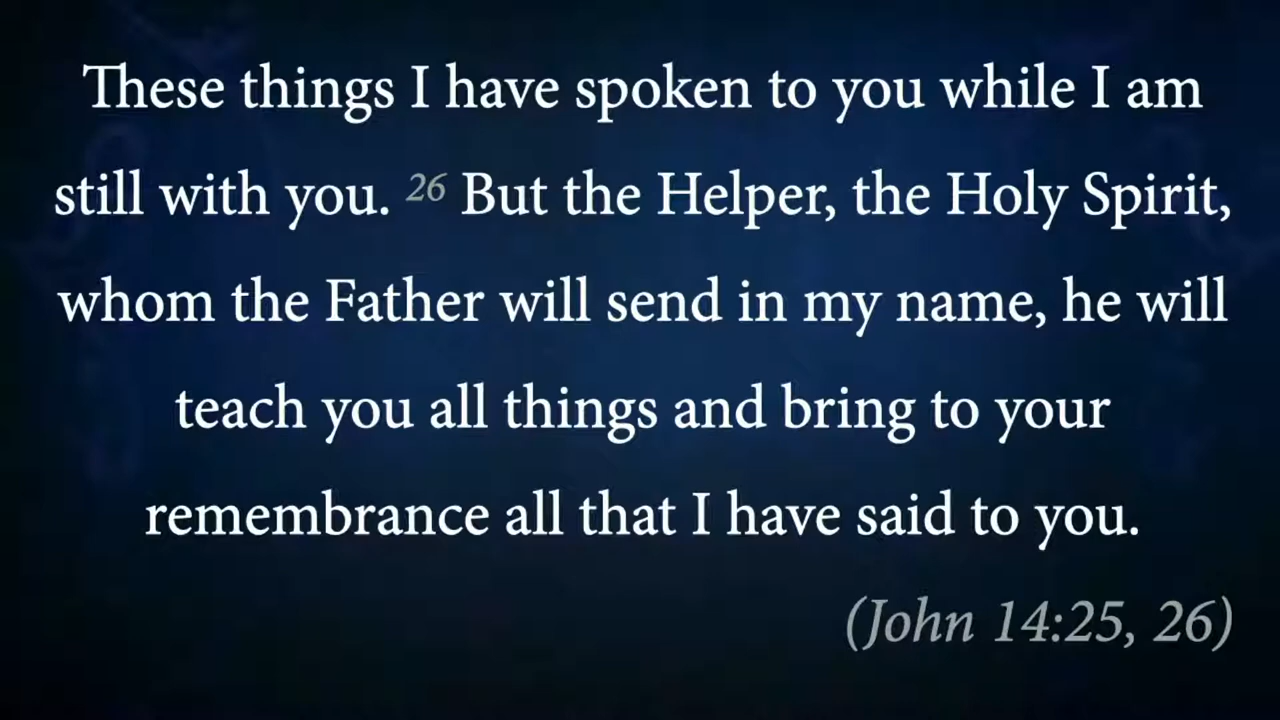 These things I have spoken to you while I am
still with you. 26 But the Helper, the Holy Spirit,
whom the Father will send in my name, he will
teach you all things and bring to your
remembrance all that I have said to you.
(John 14:25, 26)